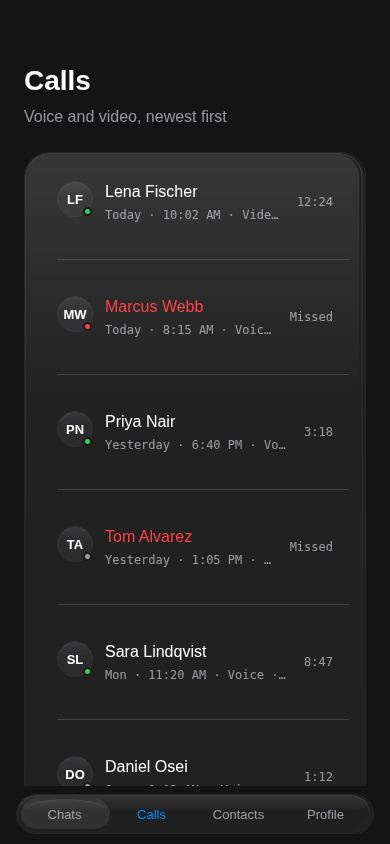 Calls
Voice and video, newest first
LF
Lena Fischer
Today · 10:02 AM · Vide…
12:24
MW
Marcus Webb
Today · 8:15 AM · Voic…
Missed
PN
Priya Nair
Yesterday · 6:40 PM · Vo…
3:18
TA
Tom Alvarez
Yesterday · 1:05 PM · …
Missed
SL
Sara Lindqvist
Mon · 11:20 AM · Voice ·…
8:47
DO
Daniel Osei
1:12
Chats
Calls
Contacts
Profile